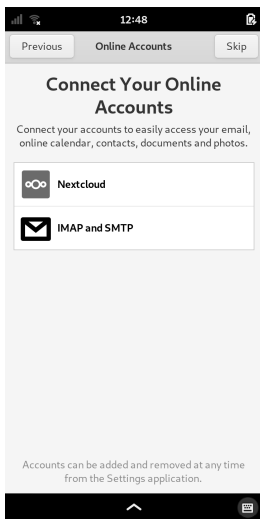 12:48
Previous
Online Accounts
Skip
Connect Your Online
Accounts
Connect your accounts to easily access your email,
online calendar, contacts, documents and photos.
Nextcloud
IMAP and SMTP
Accounts can be added and removed at any time
from the Settings application.